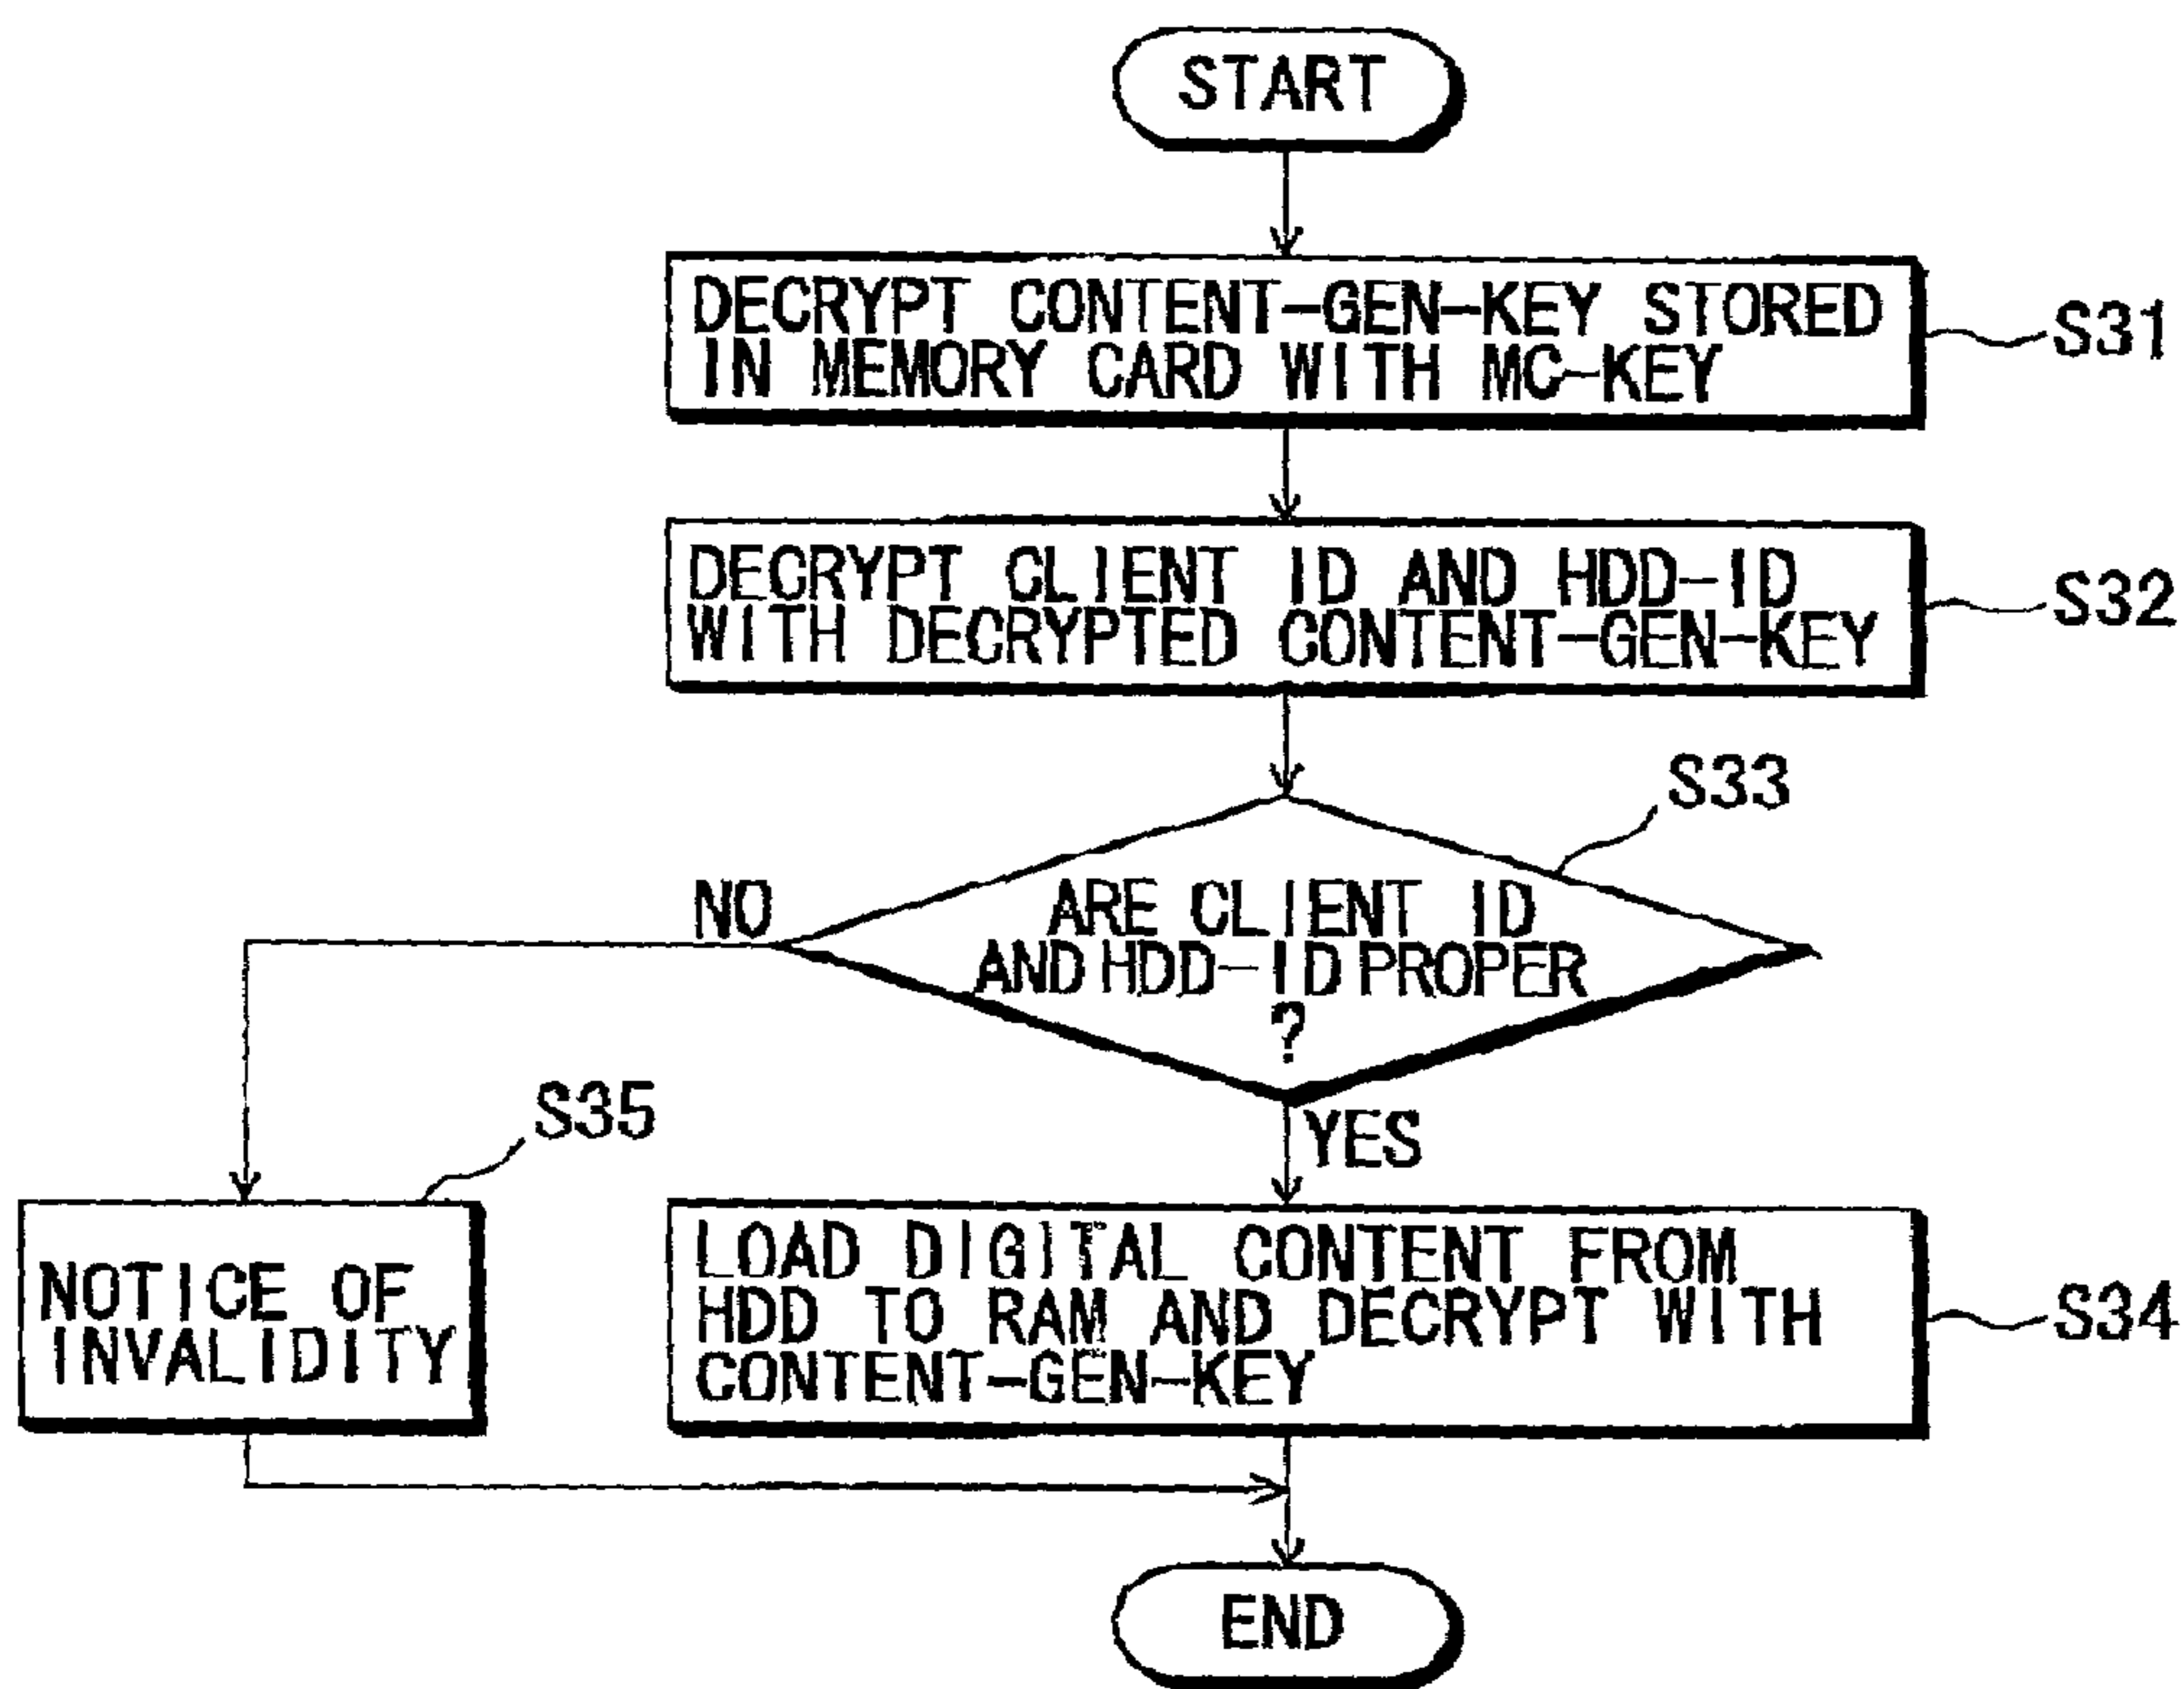 START
DECRYPT CONTENT-GEN-KEY STORED
IN MEMORY CARD WITH MC-KEY
S31
DECRYPT CLIENT ID AND HDD-ID
WITH DECRYPTED CONTENT-GEN-KEY
S32
S33
NO
ARE CLIENT ID
AND HDD-ID PROPER
?
YES
S35
NOTICE OF
INVALIDITY
LOAD DIGITAL CONTENT FROM
HDD TO RAM AND DECRYPT WITH
CONTENT-GEN-KEY
S34
END